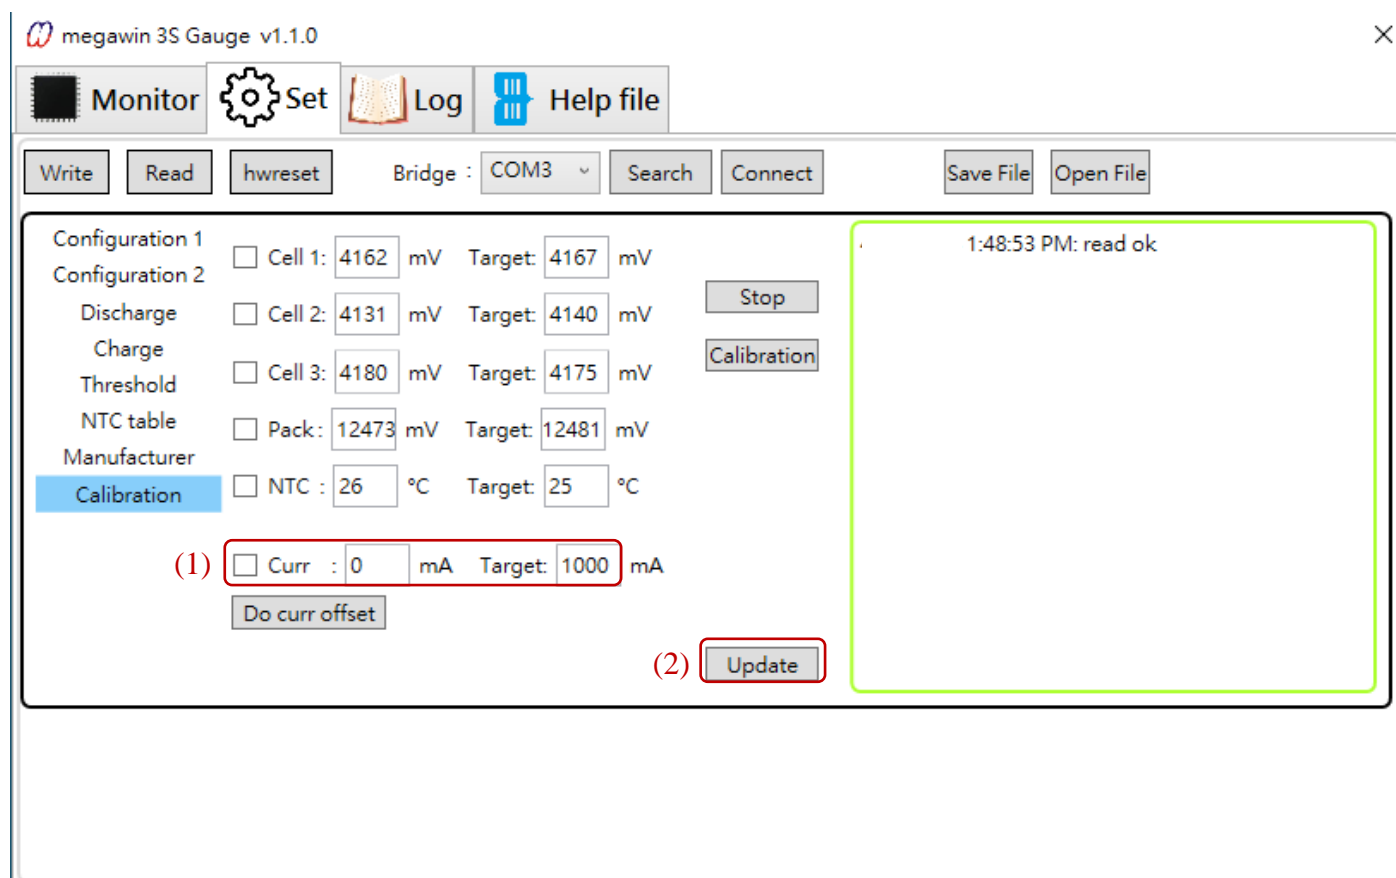 megawin 3S Gauge v1.1.0
Monitor Set Log Help file
Write Read hwreset Bridge : COM3 Search Connect Save File Open File
Configuration 1
Configuration 2
Discharge
Charge
Threshold
NTC table
Manufacturer
Calibration
Cell 1: 4162 mV Target: 4167 mV
Cell 2: 4131 mV Target: 4140 mV
Cell 3: 4180 mV Target: 4175 mV
Pack : 12473 mV Target: 12481 mV
NTC : 26 °C Target: 25 °C
(1) Curr : 0 mA Target: 1000 mA
Do curr offset
Stop
Calibration
(2) Update
1:48:53 PM: read ok